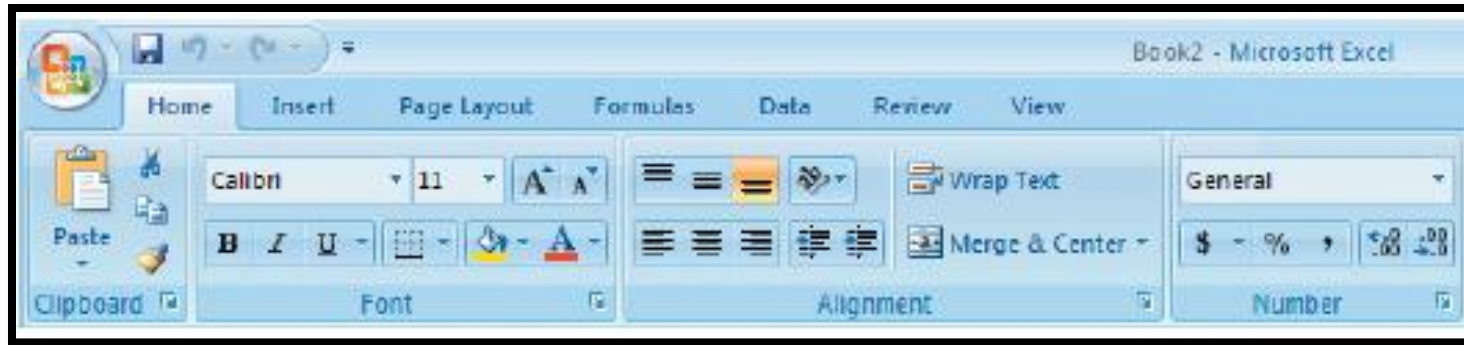 Book2 - Microsoft Excel
Home Insert Page Layout Formulas Data Review View
Calibri 11 A A Wrap Text General
Paste B I U A Merge & Center $ % ,
Clipboard Font Alignment Number